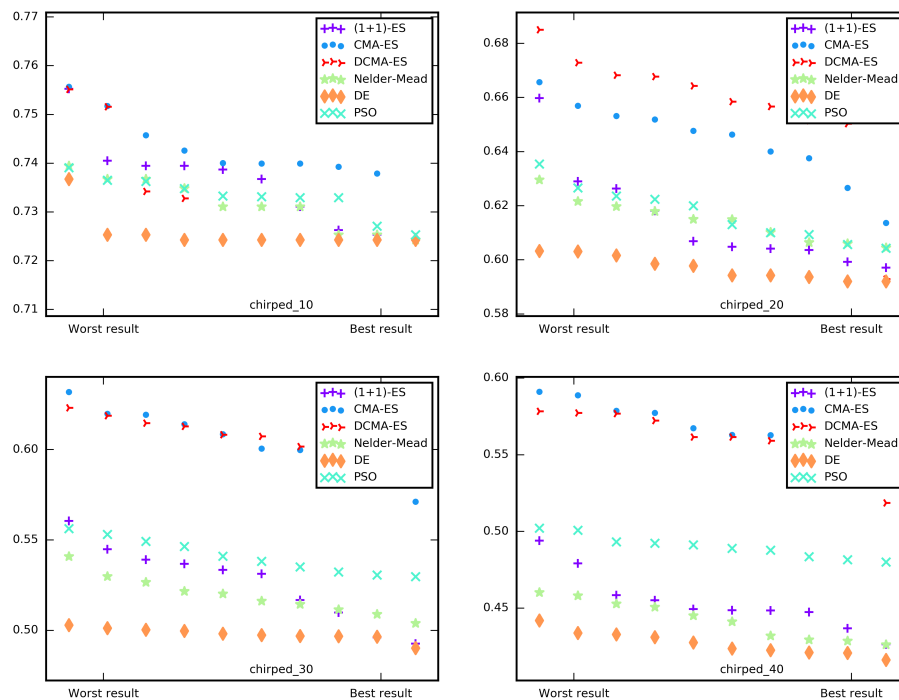 0.77
0.76
0.75
0.74
0.73
0.72
0.71
(1+1)-ES
CMA-ES
DCMA-ES
Nelder-Mead
DE
PSO
chirped_10
Worst result
Best result
0.68
0.66
0.64
0.62
0.60
0.58
(1+1)-ES
CMA-ES
DCMA-ES
Nelder-Mead
DE
PSO
chirped_20
Worst result
Best result
0.60
0.55
0.50
(1+1)-ES
CMA-ES
DCMA-ES
Nelder-Mead
DE
PSO
chirped_30
Worst result
Best result
0.60
0.55
0.50
0.45
(1+1)-ES
CMA-ES
DCMA-ES
Nelder-Mead
DE
PSO
chirped_40
Worst result
Best result